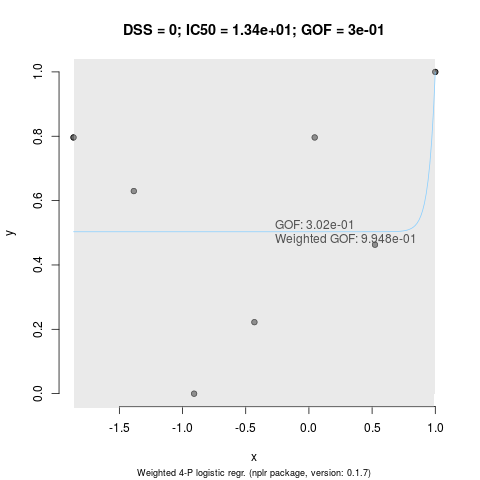 DSS = 0; IC50 = 1.34e+01; GOF = 3e-01
1.0
0.8
0.6
0.4
0.2
0.0
y
GOF: 3.02e-01
Weighted GOF: 9.948e-01
-1.5 -1.0 -0.5 0.0 0.5 1.0
x
Weighted 4-P logistic regr. (nplr package, version: 0.1.7)